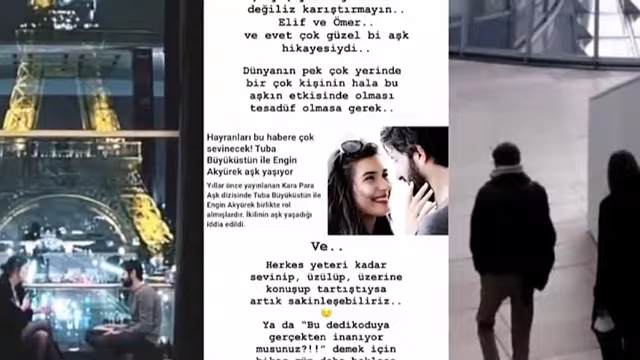 değiliz karıştırmayın..
Elif ve Ömer..
ve evet çok güzel bi aşk
hikayesiydi..
Dünyanın pek çok yerinde
bir çok kişinin hala bu
aşkın etkisinde olması
tesadüf olmasa gerek..
Hayranları bu habere çok
sevinecek! Tuba
Büyüküstün ile Engin
Akyürek aşk yaşıyor
Yıllar önce yayınlanan Kara Para
Aşk dizisinde Tuba Büyüküstün ile
Engin Akyürek birlikte rol
almışlardır. İkilinin aşk yaşadığı
iddia edildi.
Ve..
Herkes yeteri kadar
sevinip, üzülüp, üzerine
konuşup tartıştıysa
artık sakinleşebiliriz..
😉
Ya da "Bu dedikoduya
gerçekten inanıyor
musunuz?!!" demek için